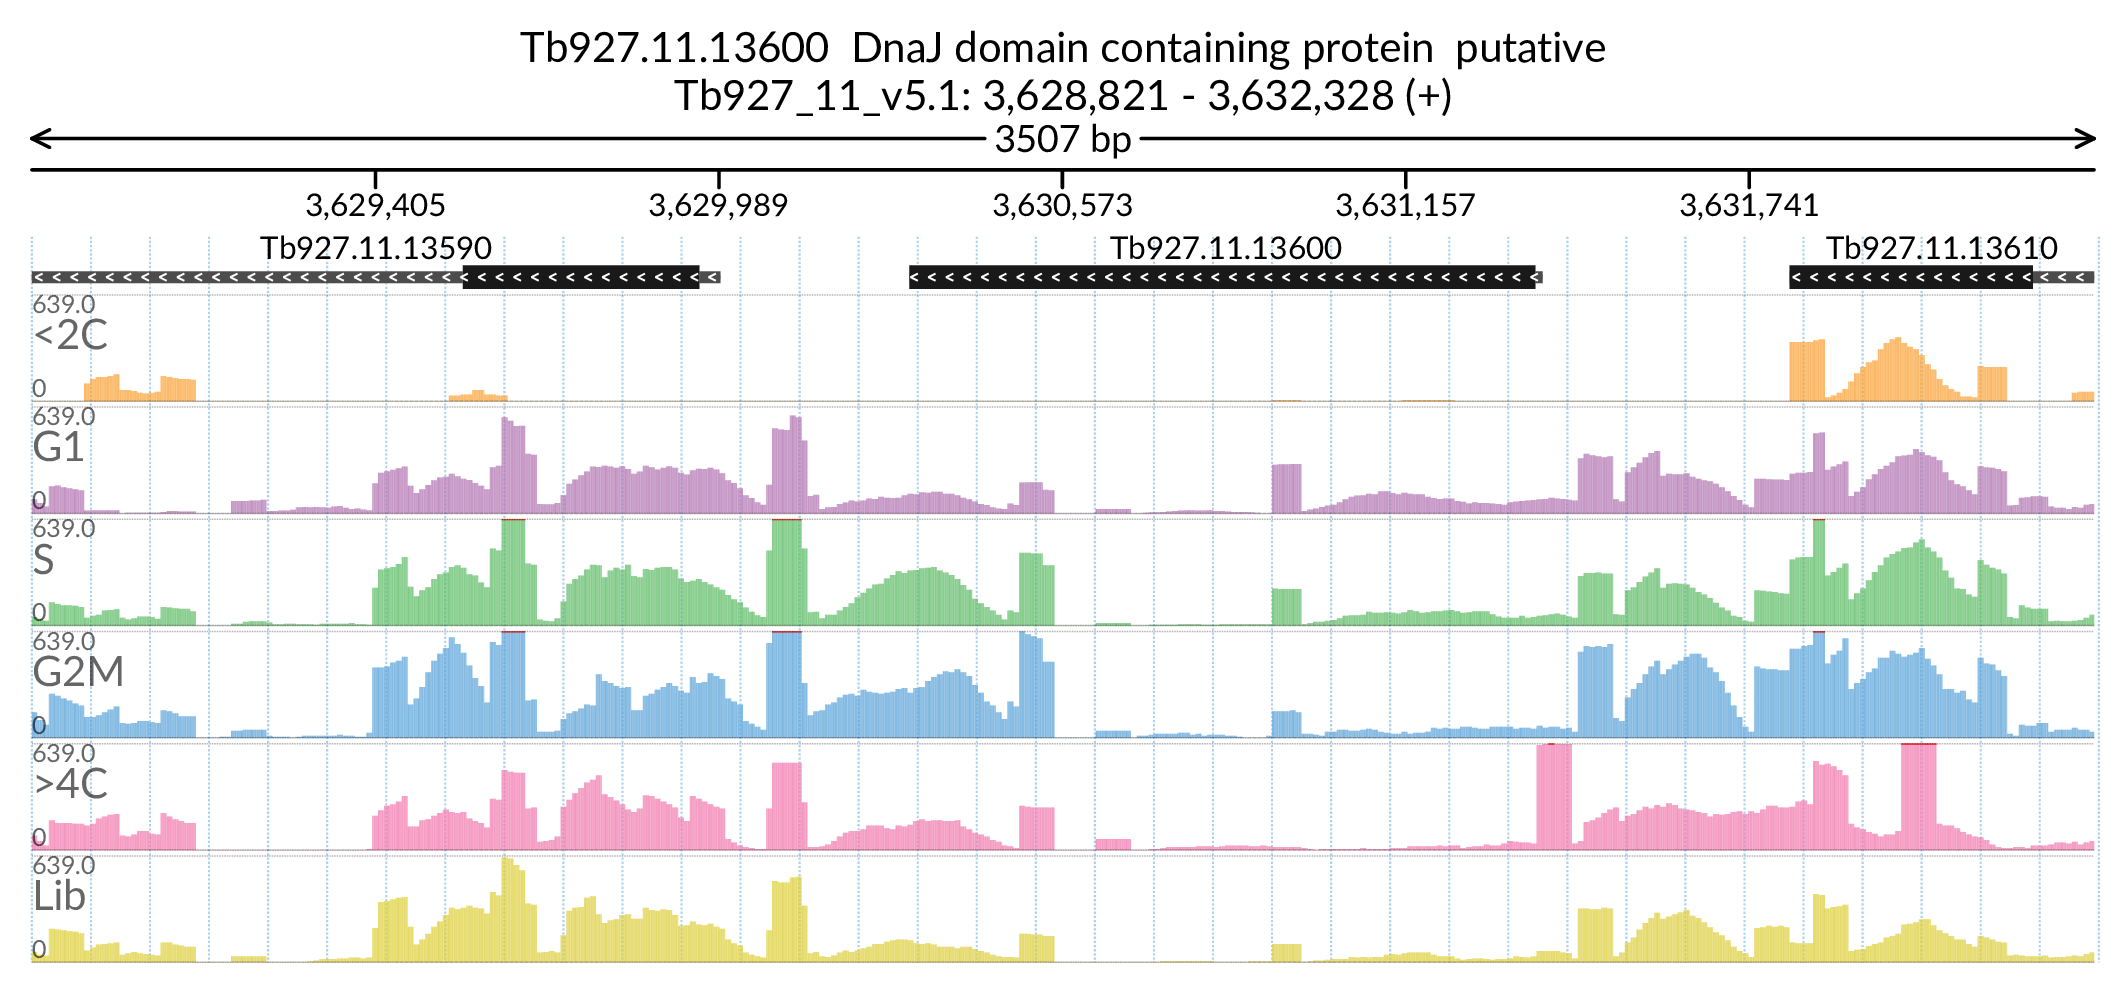 Tb927.11.13600  DnaJ domain containing protein  putative
Tb927_11_v5.1: 3,628,821 - 3,632,328 (+)
3507 bp
3,629,405 3,629,989 3,630,573 3,631,157 3,631,741
Tb927.11.13590 Tb927.11.13600 Tb927.11.13610
639.0
<2C
0
639.0
G1
0
639.0
S
0
639.0
G2M
0
639.0
>4C
0
639.0
Lib
0